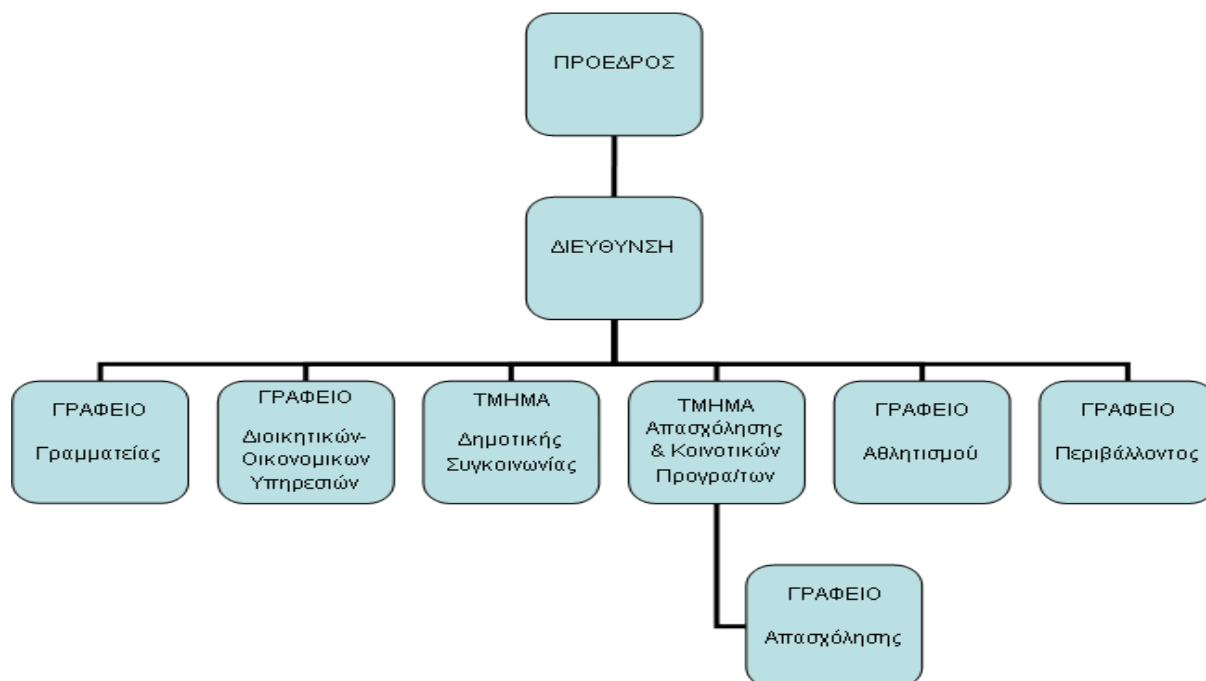 ΠΡΟΕΔΡΟΣ
ΔΙΕΥΘΥΝΣΗ
ΓΡΑΦΕΙΟ
Γραμματείας
ΓΡΑΦΕΙΟ
Διοικητικών-
Οικονομικων
Υπηρεσιών
ΤΜΗΜΑ
Δημοτικής
Συγκοινωνίας
ΤΜΗΜΑ
Απασχόλησης
& Κοινοτικών
Προγρα/των
ΓΡΑΦΕΙΟ
Αθλητισμού
ΓΡΑΦΕΙΟ
Περιβάλλοντος
ΓΡΑΦΕΙΟ
Απασχόλησης